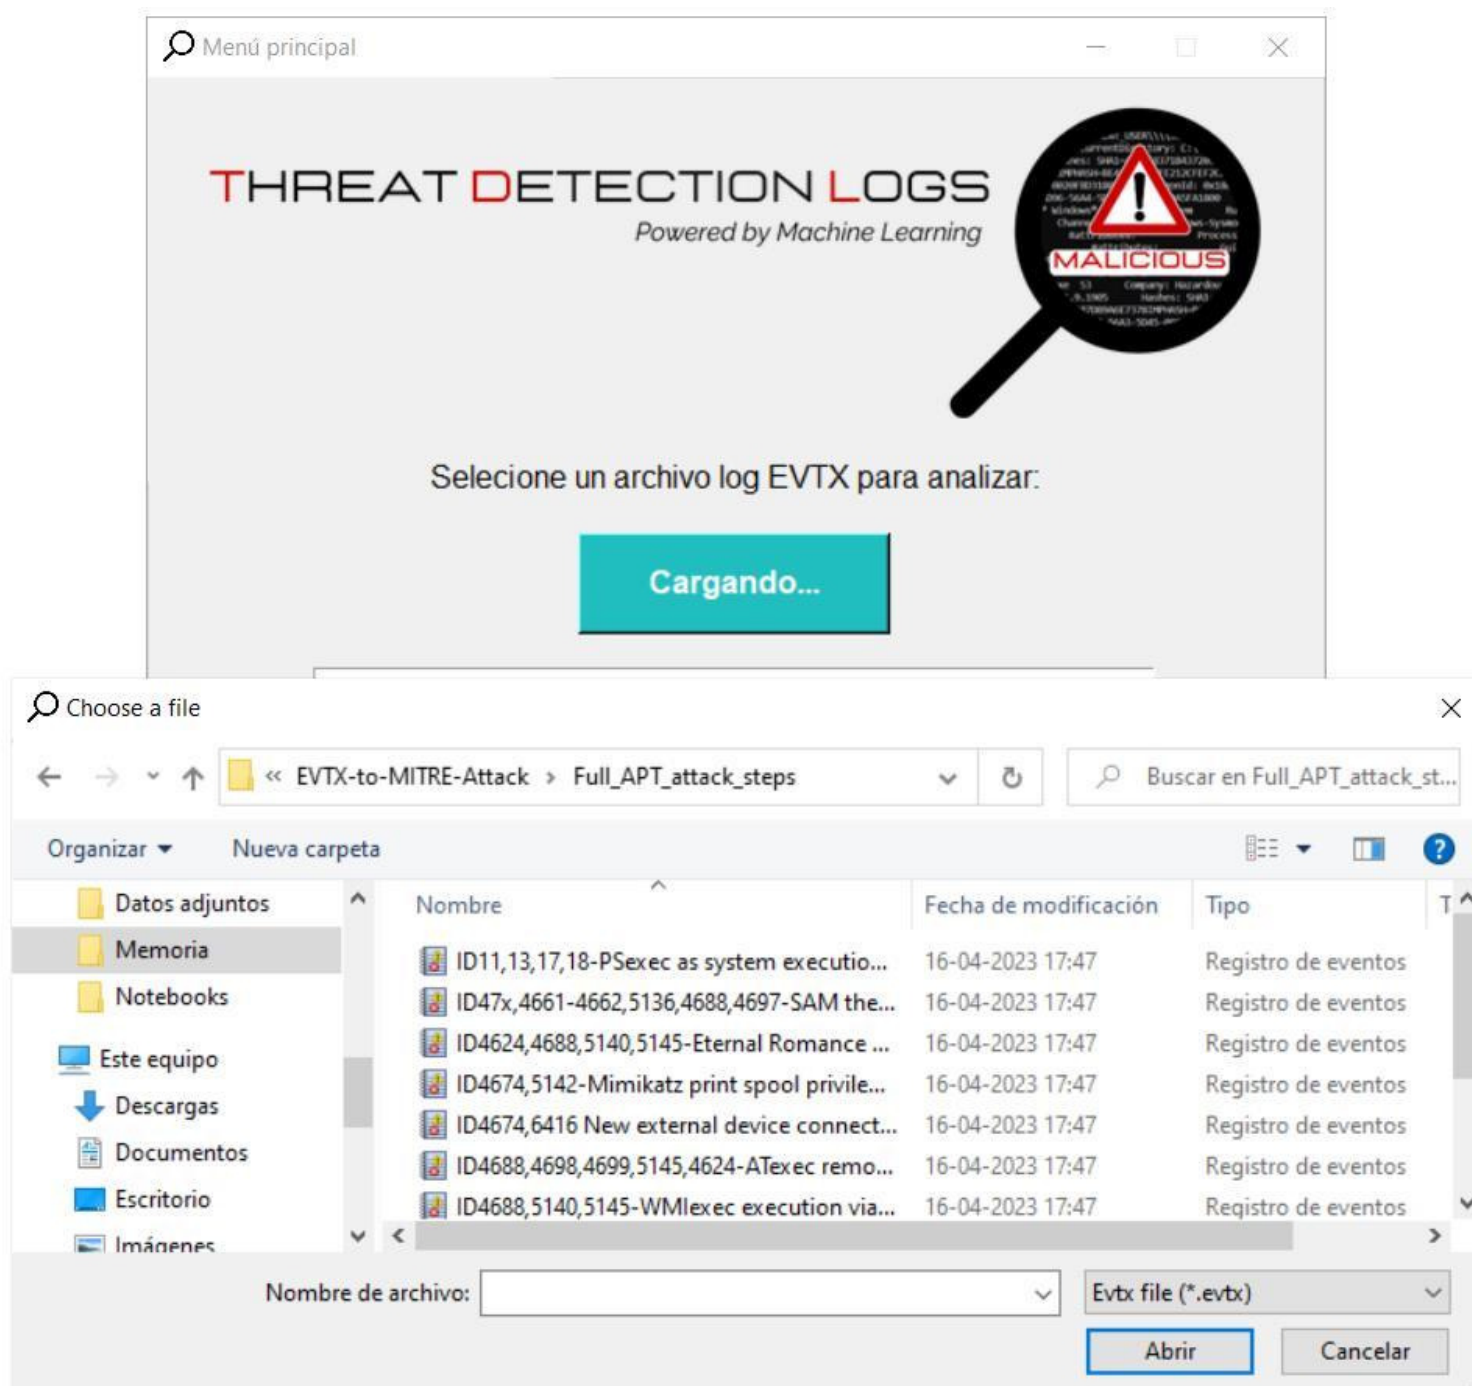 Menú principal
THREAT DETECTION LOGS
Powered by Machine Learning
MALICIOUS
Selecione un archivo log EVTX para analizar:
Cargando...
Choose a file
« EVTX-to-MITRE-Attack › Full_APT_attack_steps
Buscar en Full_APT_attack_st...
Organizar
Nueva carpeta
Datos adjuntos
Memoria
Notebooks
Este equipo
Descargas
Documentos
Escritorio
Imágenes
Nombre Fecha de modificación Tipo T
ID11,13,17,18-PSexec as system executio... 16-04-2023 17:47 Registro de eventos
ID47x,4661-4662,5136,4688,4697-SAM the... 16-04-2023 17:47 Registro de eventos
ID4624,4688,5140,5145-Eternal Romance ... 16-04-2023 17:47 Registro de eventos
ID4674,5142-Mimikatz print spool privile... 16-04-2023 17:47 Registro de eventos
ID4674,6416 New external device connect... 16-04-2023 17:47 Registro de eventos
ID4688,4698,4699,5145,4624-ATexec remo... 16-04-2023 17:47 Registro de eventos
ID4688,5140,5145-WMIexec execution via... 16-04-2023 17:47 Registro de eventos
Nombre de archivo:
Evtx file (*.evtx)
Abrir
Cancelar